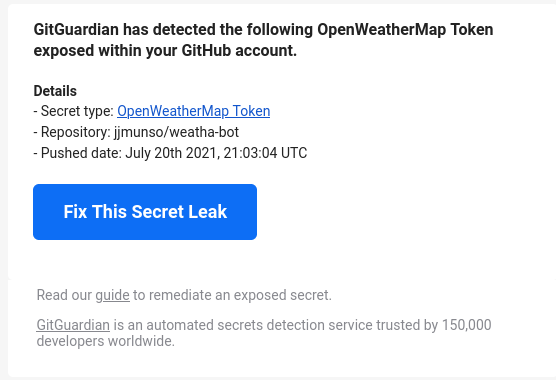 GitGuardian has detected the following OpenWeatherMap Token
exposed within your GitHub account.
Details
- Secret type: OpenWeatherMap Token
- Repository: jjmunso/weatha-bot
- Pushed date: July 20th 2021, 21:03:04 UTC
Fix This Secret Leak
Read our guide to remediate an exposed secret.
GitGuardian is an automated secrets detection service trusted by 150,000
developers worldwide.